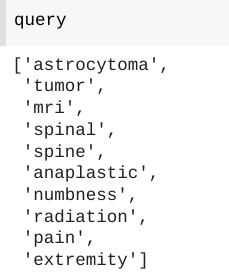 query
['astrocytoma',
'tumor',
'mri',
'spinal',
'spine',
'anaplastic',
'numbness',
'radiation',
'pain',
'extremity']